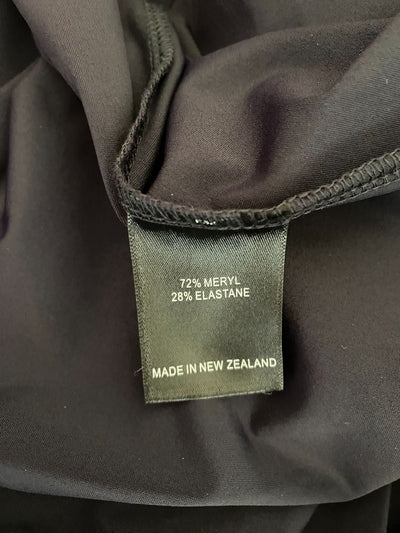 72% MERYL
28% ELASTANE
MADE IN NEW ZEALAND